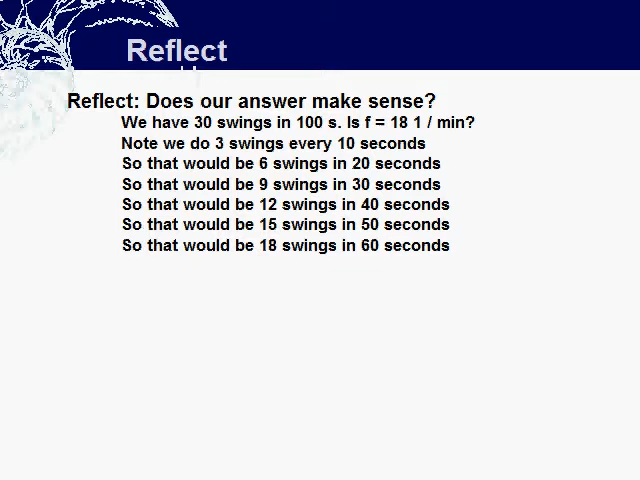 Reflect
Reflect: Does our answer make sense?
We have 30 swings in 100 s. Is f = 18 1 / min?
Note we do 3 swings every 10 seconds
So that would be 6 swings in 20 seconds
So that would be 9 swings in 30 seconds
So that would be 12 swings in 40 seconds
So that would be 15 swings in 50 seconds
So that would be 18 swings in 60 seconds